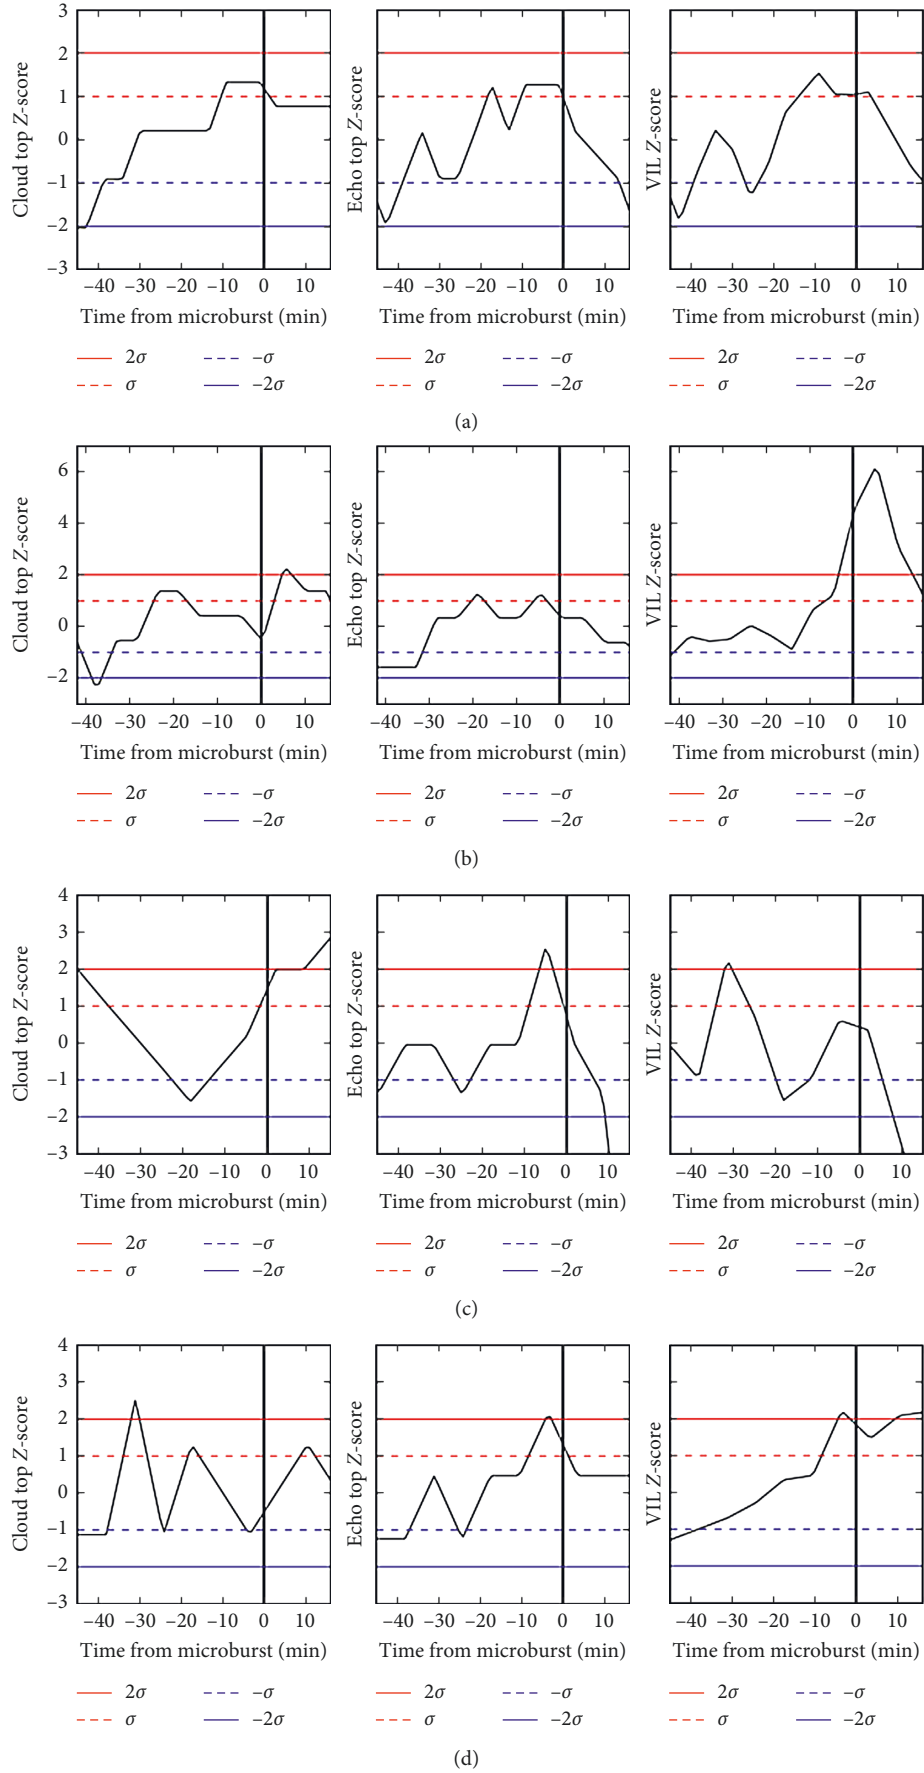 3
2
1
0
−1
−2
−3
Cloud top Z-score
−40 −30 −20 −10 0 10
Time from microburst (min)
2σ −σ
σ −2σ
Echo top Z-score
−40 −30 −20 −10 0 10
Time from microburst (min)
2σ −σ
σ −2σ
VIL Z-score
−40 −30 −20 −10 0 10
Time from microburst (min)
2σ −σ
σ −2σ
(a)
6
4
2
0
−2
Cloud top Z-score
−40 −30 −20 −10 0 10
Time from microburst (min)
2σ −σ
σ −2σ
Echo top Z-score
−40 −30 −20 −10 0 10
Time from microburst (min)
2σ −σ
σ −2σ
VIL Z-score
−40 −30 −20 −10 0 10
Time from microburst (min)
2σ −σ
σ −2σ
(b)
4
3
2
1
0
−1
−2
−3
Cloud top Z-score
−40 −30 −20 −10 0 10
Time from microburst (min)
2σ −σ
σ −2σ
Echo top Z-score
−40 −30 −20 −10 0 10
Time from microburst (min)
2σ −σ
σ −2σ
VIL Z-score
−40 −30 −20 −10 0 10
Time from microburst (min)
2σ −σ
σ −2σ
(c)
4
3
2
1
0
−1
−2
−3
Cloud top Z-score
−40 −30 −20 −10 0 10
Time from microburst (min)
2σ −σ
σ −2σ
Echo top Z-score
−40 −30 −20 −10 0 10
Time from microburst (min)
2σ −σ
σ −2σ
VIL Z-score
−40 −30 −20 −10 0 10
Time from microburst (min)
2σ −σ
σ −2σ
(d)